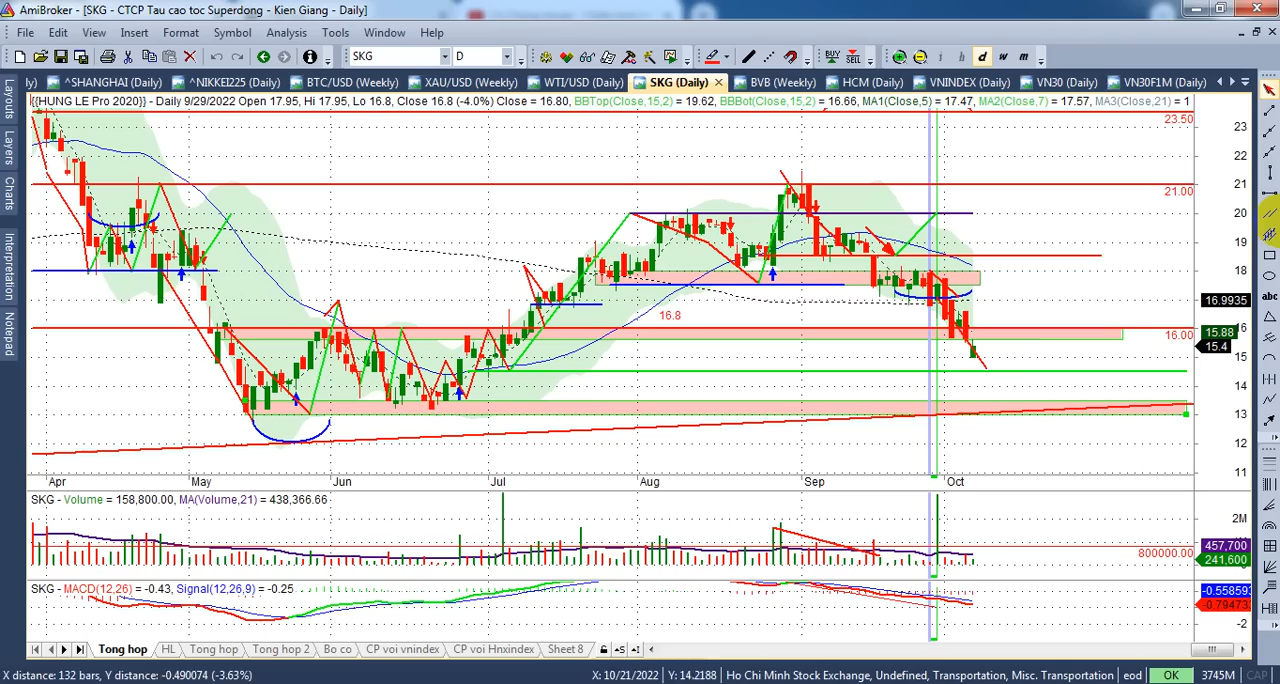 AmiBroker - [SKG - CTCP Tau cao toc Superdong - Kien Giang - Daily]
File Edit View Insert Format Symbol Analysis Tools Window Help
SKG D BUY SELL i h d w m
ly) ^SHANGHAI (Daily) ^NIKKEI225 (Daily) BTC/USD (Weekly) XAU/USD (Weekly) WTI/USD (Daily) SKG (Daily) BVB (Weekly) HCM (Daily) VNINDEX (Daily) VN30 (Daily) VN30F1M (Daily)
{{HUNG LE Pro 2020}} - Daily 9/29/2022 Open 17.95, Hi 17.95, Lo 16.8, Close 16.8 (-4.0%) Close = 16.80, BBTop(Close,15,2) = 19.62, BBBot(Close,15,2) = 16.66, MA1(Close,5) = 17.47, MA2(Close,7) = 17.57, MA3(Close,21) = 1
Layouts
Layers
Charts
Interpretation
Notepad
23.50
23
22
21
21.00
20
19
18
16.9935
16.8
16
16.00
15.88
15.4
15
14
13
12
11
Apr May Jun Jul Aug Sep Oct
abc
SKG - Volume = 158,800.00, MA(Volume,21) = 438,366.66
2M
457,700
800000.00
241,600
SKG - MACD(12,26) = -0.43, Signal(12,26,9) = -0.25
-0.558593
-0.79473
-2
Tong hop HL Tong hop Tong hop 2 Bo co CP voi vnindex CP voi Hnxindex Sheet 8
X distance: 132 bars, Y distance: -0.490074 (-3.63%) X: 10/21/2022 Y: 14.2188 Ho Chi Minh Stock Exchange, Undefined, Transportation, Misc. Transportation eod OK 3745M CAP